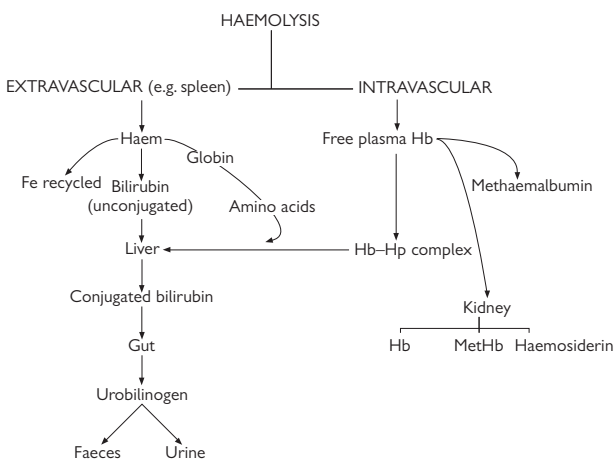 HAEMOLYSIS
EXTRAVASCULAR (e.g. spleen)
INTRAVASCULAR
Haem
Globin
Free plasma Hb
Fe recycled
Bilirubin
(unconjugated)
Methaemalbumin
Amino acids
Liver
Hb–Hp complex
Conjugated bilirubin
Kidney
Gut
Hb
MetHb
Haemosiderin
Urobilinogen
Faeces
Urine